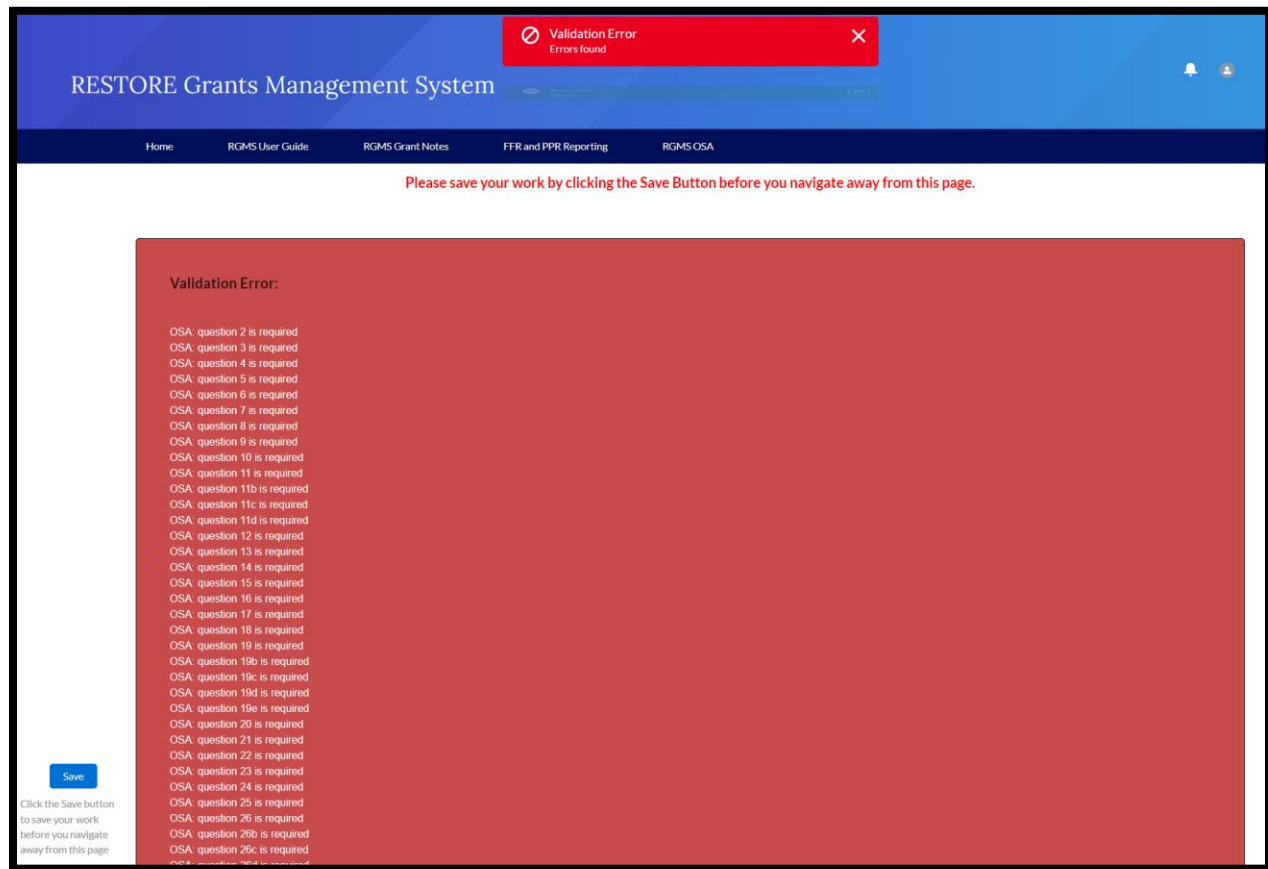 Validation Error
Errors found
RESTORE Grants Management System
Home RGMS User Guide RGMS Grant Notes FFR and PPR Reporting RGMS OSA
Please save your work by clicking the Save Button before you navigate away from this page.
Validation Error:
OSA: question 2 is required
OSA: question 3 is required
OSA: question 4 is required
OSA: question 5 is required
OSA: question 6 is required
OSA: question 7 is required
OSA: question 8 is required
OSA: question 9 is required
OSA: question 10 is required
OSA: question 11 is required
OSA: question 11b is required
OSA: question 11c is required
OSA: question 11d is required
OSA: question 12 is required
OSA: question 13 is required
OSA: question 14 is required
OSA: question 15 is required
OSA: question 16 is required
OSA: question 17 is required
OSA: question 18 is required
OSA: question 19 is required
OSA: question 19b is required
OSA: question 19c is required
OSA: question 19d is required
OSA: question 19e is required
OSA: question 20 is required
OSA: question 21 is required
OSA: question 22 is required
OSA: question 23 is required
OSA: question 24 is required
OSA: question 25 is required
OSA: question 26 is required
OSA: question 26b is required
OSA: question 26c is required
OSA: question 26d is required
Save
Click the Save button
to save your work
before you navigate
away from this page